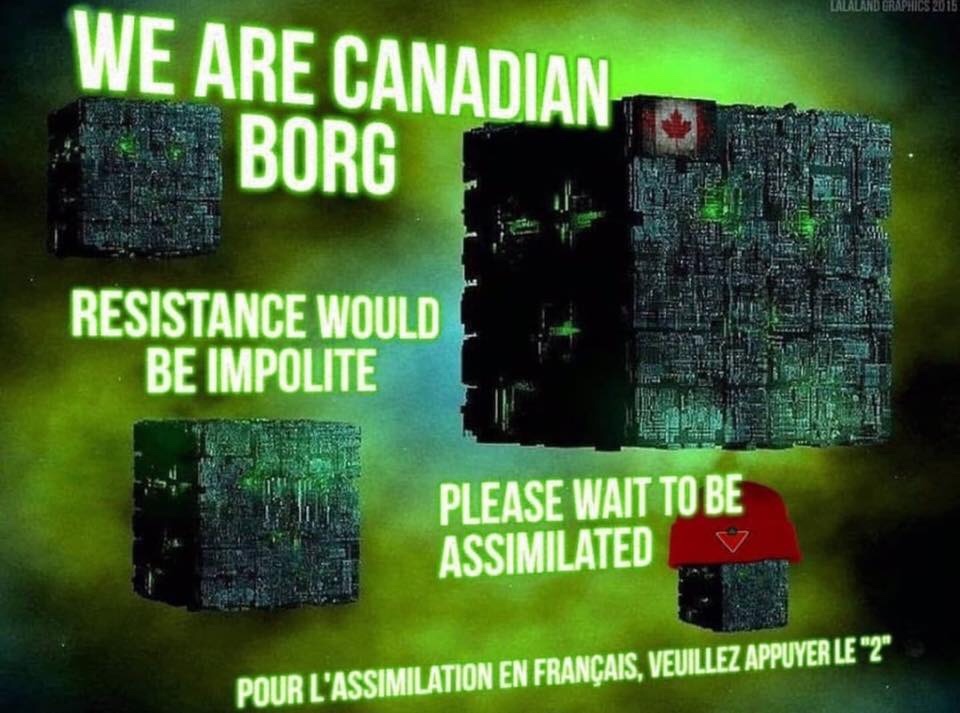 LALALAND GRAPHICS 2015
WE ARE CANADIAN
BORG
RESISTANCE WOULD
BE IMPOLITE
PLEASE WAIT TO BE
ASSIMILATED
POUR L'ASSIMILATION EN FRANÇAIS, VEUILLEZ APPUYER LE "2"